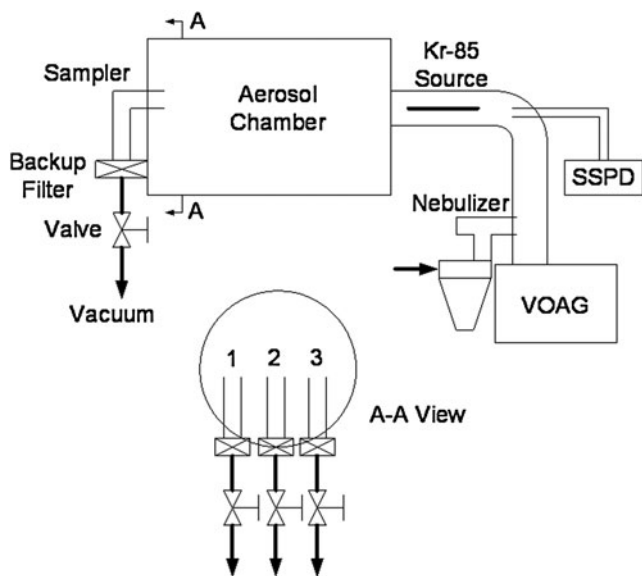 A
Sampler
Aerosol
Chamber
Kr-85
Source
Backup
Filter
A
SSPD
Nebulizer
Valve
VOAG
Vacuum
1 2 3
A-A View